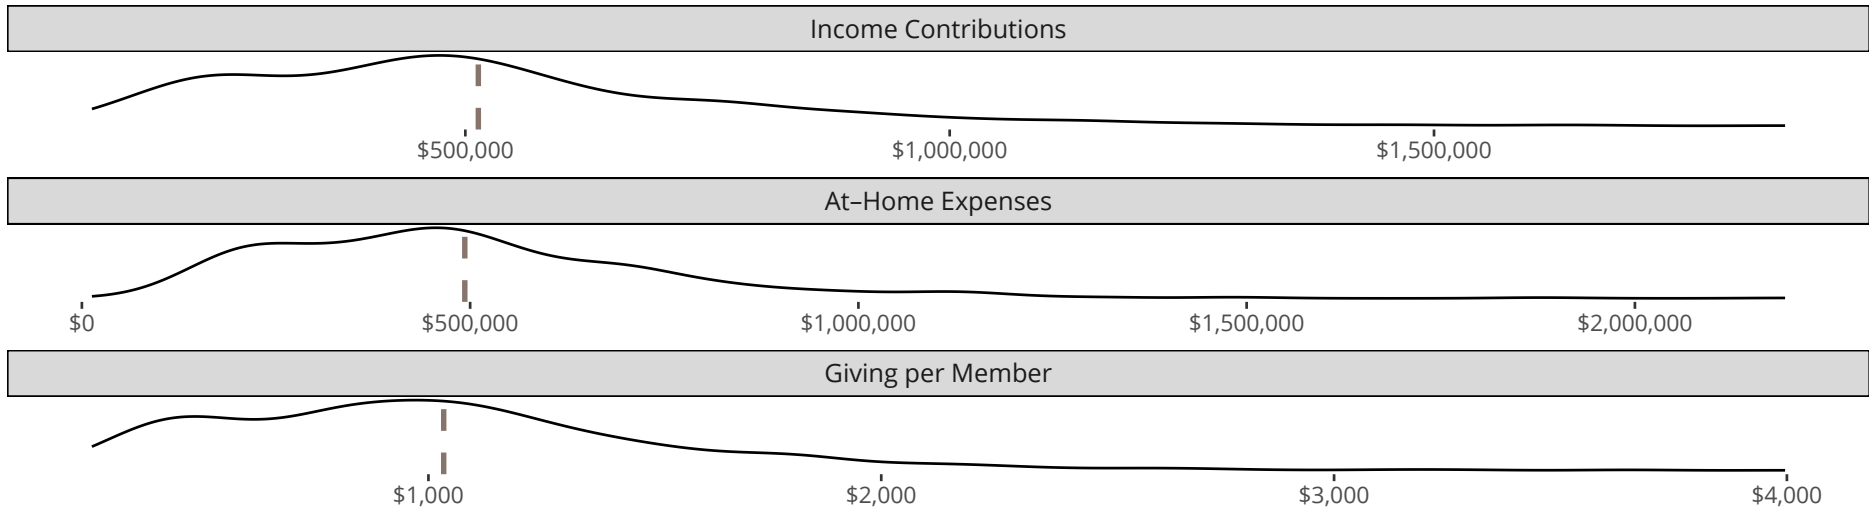 Income Contributions
$500,000 $1,000,000 $1,500,000
At–Home Expenses
$0 $500,000 $1,000,000 $1,500,000 $2,000,000
Giving per Member
$1,000 $2,000 $3,000 $4,000